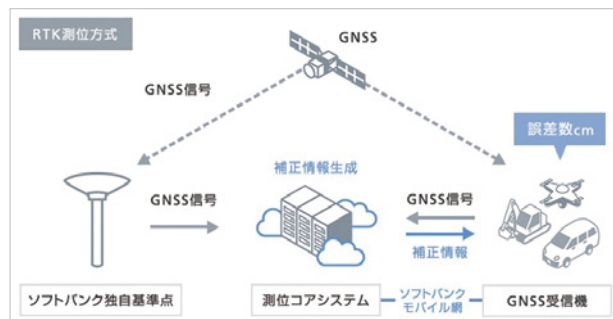 RTK測位方式
GNSS
GNSS信号
誤差数cm
補正情報生成
GNSS信号
GNSS信号
補正情報
ソフトバンク独自基準点
測位コアシステム
ソフトバンク
モバイル網
GNSS受信機